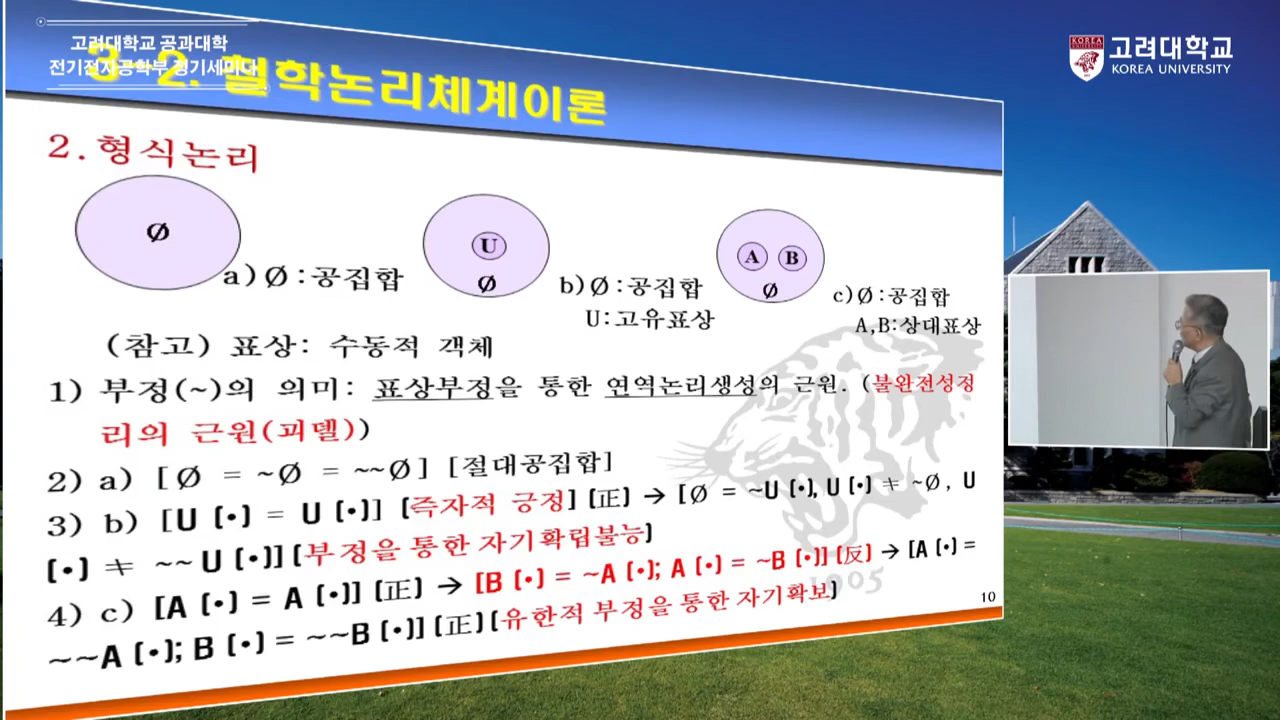 고려대학교 공과대학
전기전자공학부 정기세미나
3. 2. 철학논리체계이론
고려대학교
KOREA UNIVERSITY
KOREA
2.형식논리
Ø
a)Ø:공집합
U
Ø
b)Ø:공집합
U:고유표상
A B
Ø
c)Ø:공집합
A,B:상대표상
(참고) 표상: 수동적 객체
1) 부정(~)의 의미: 표상부정을 통한 연역논리생성의 근원. (불완전성정
리의 근원(괴델))
2) a) [Ø = ~Ø = ~~Ø] [절대공집합]
3) b) [U (•) = U (•)] (즉자적 긍정] (正) → [Ø = ~U (•), U (•) ≠ ~Ø, U
(•) ≠ ~~ U (•)] (부정을 통한 자기확립불능)
4) c) [A (•) = A (•)] (正) → [B (•) = ~A (•); A (•) = ~B (•)] (反) → [A (•) =
~~A (•); B (•) = ~~B (•)] (正) (유한적 부정을 통한 자기확보)
1905
10